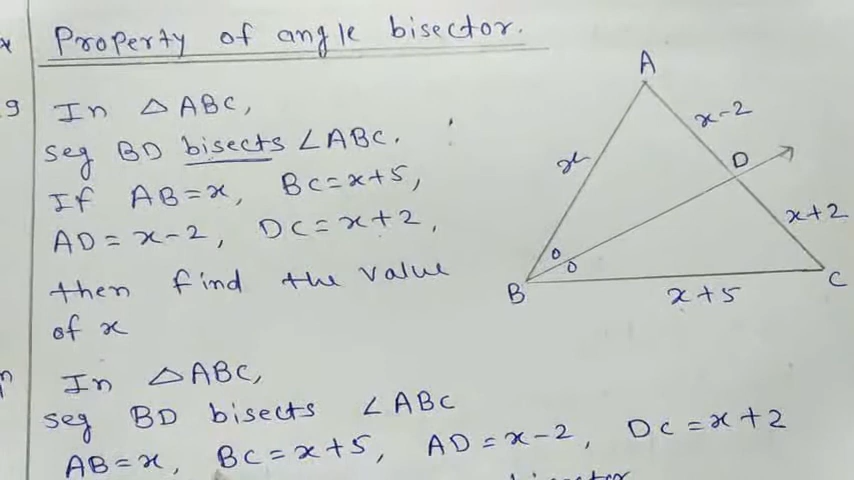 Property of angle bisector.
g
In △ABC,
seg BD bisects ∠ABC.
If AB=x, BC=x+5,
AD=x-2, DC=x+2,
then find the value
of x
A
x-2
x
D
x+2
B
x+5
C
n
In △ABC,
seg BD bisects ∠ABC
AB=x, BC=x+5, AD=x-2, DC=x+2